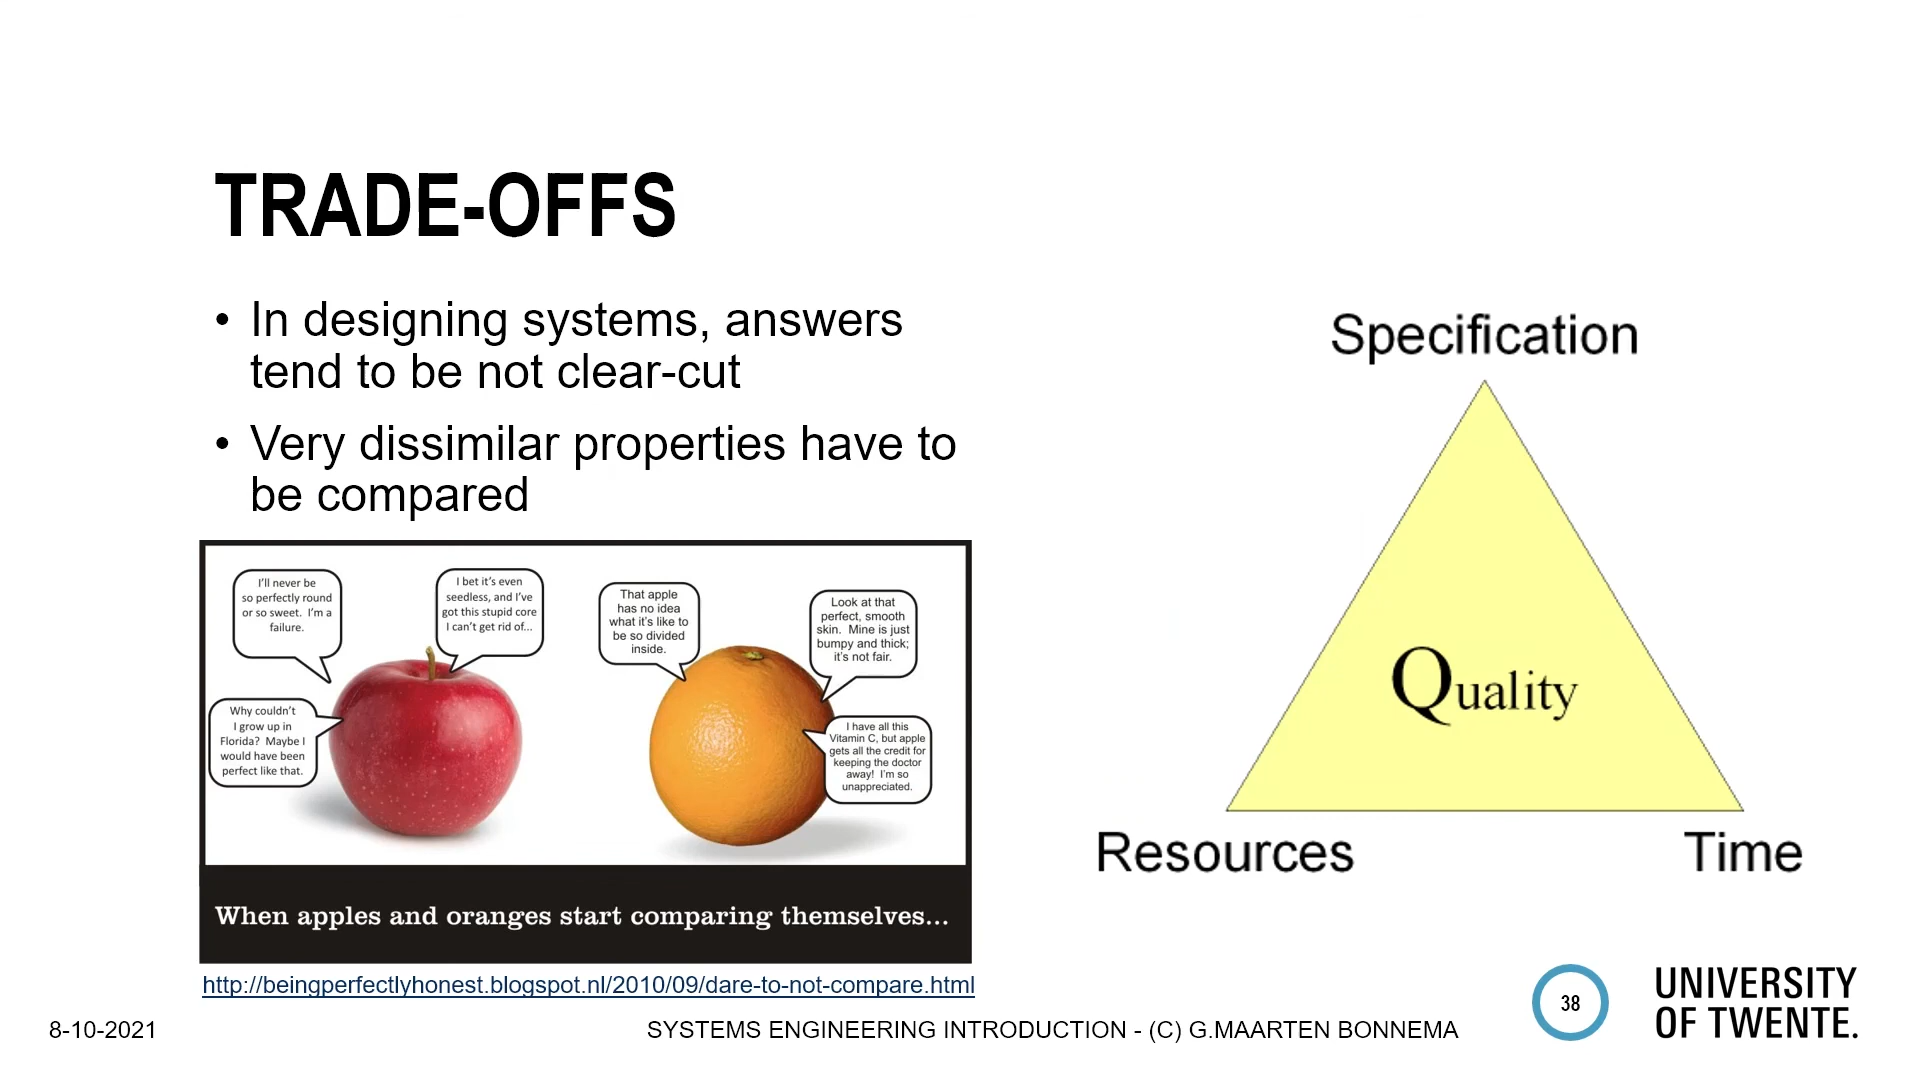 TRADE-OFFS
• In designing systems, answers
tend to be not clear-cut
• Very dissimilar properties have to
be compared
I'll never be
so perfectly round
or so sweet. I'm a
failure.
I bet it's even
seedless, and I've
got this stupid core
I can't get rid of...
Why couldn't
I grow up in
Florida? Maybe I
would have been
perfect like that.
That apple
has no idea
what it's like to
be so divided
inside.
Look at that
perfect, smooth
skin. Mine is just
bumpy and thick;
it's not fair.
I have all this
Vitamin C, but apple
gets all the credit for
keeping the doctor
away! I'm so
unappreciated.
When apples and oranges start comparing themselves...
http://beingperfectlyhonest.blogspot.nl/2010/09/dare-to-not-compare.html
Specification
Quality
Resources
Time
8-10-2021
SYSTEMS ENGINEERING INTRODUCTION - (C) G.MAARTEN BONNEMA
38
UNIVERSITY
OF TWENTE.